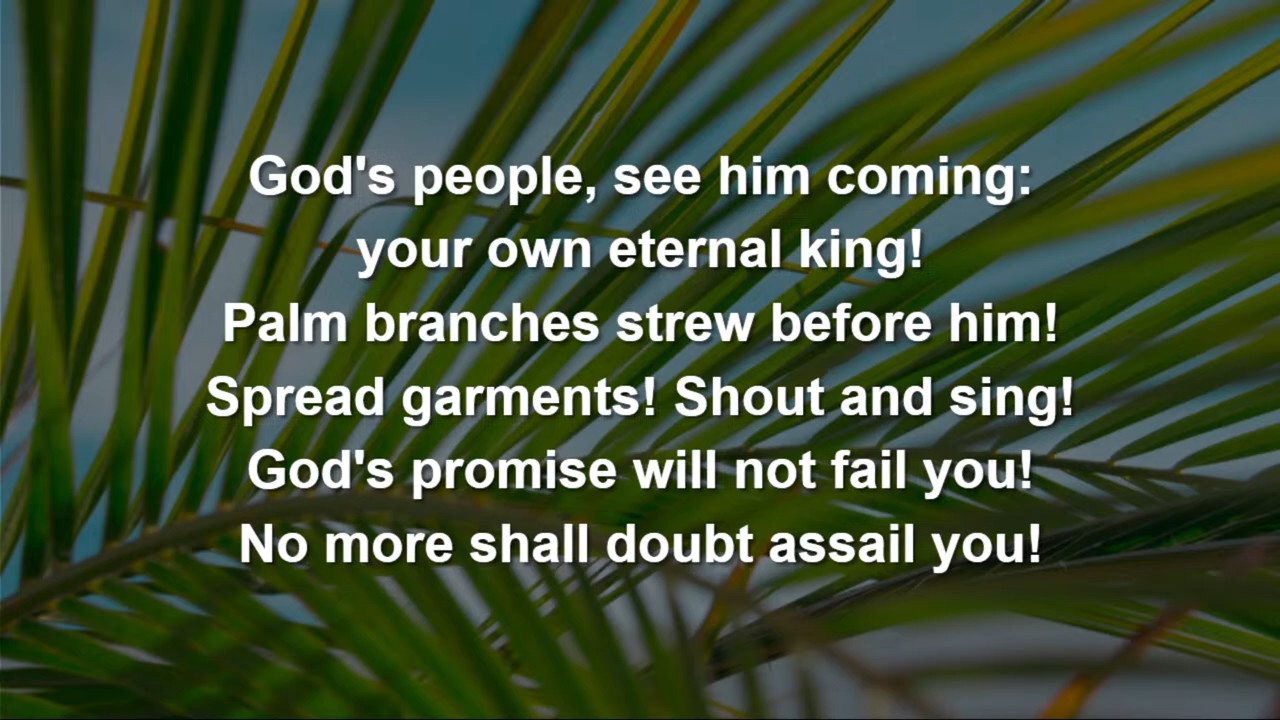 God's people, see him coming:
your own eternal king!
Palm branches strew before him!
Spread garments! Shout and sing!
God's promise will not fail you!
No more shall doubt assail you!